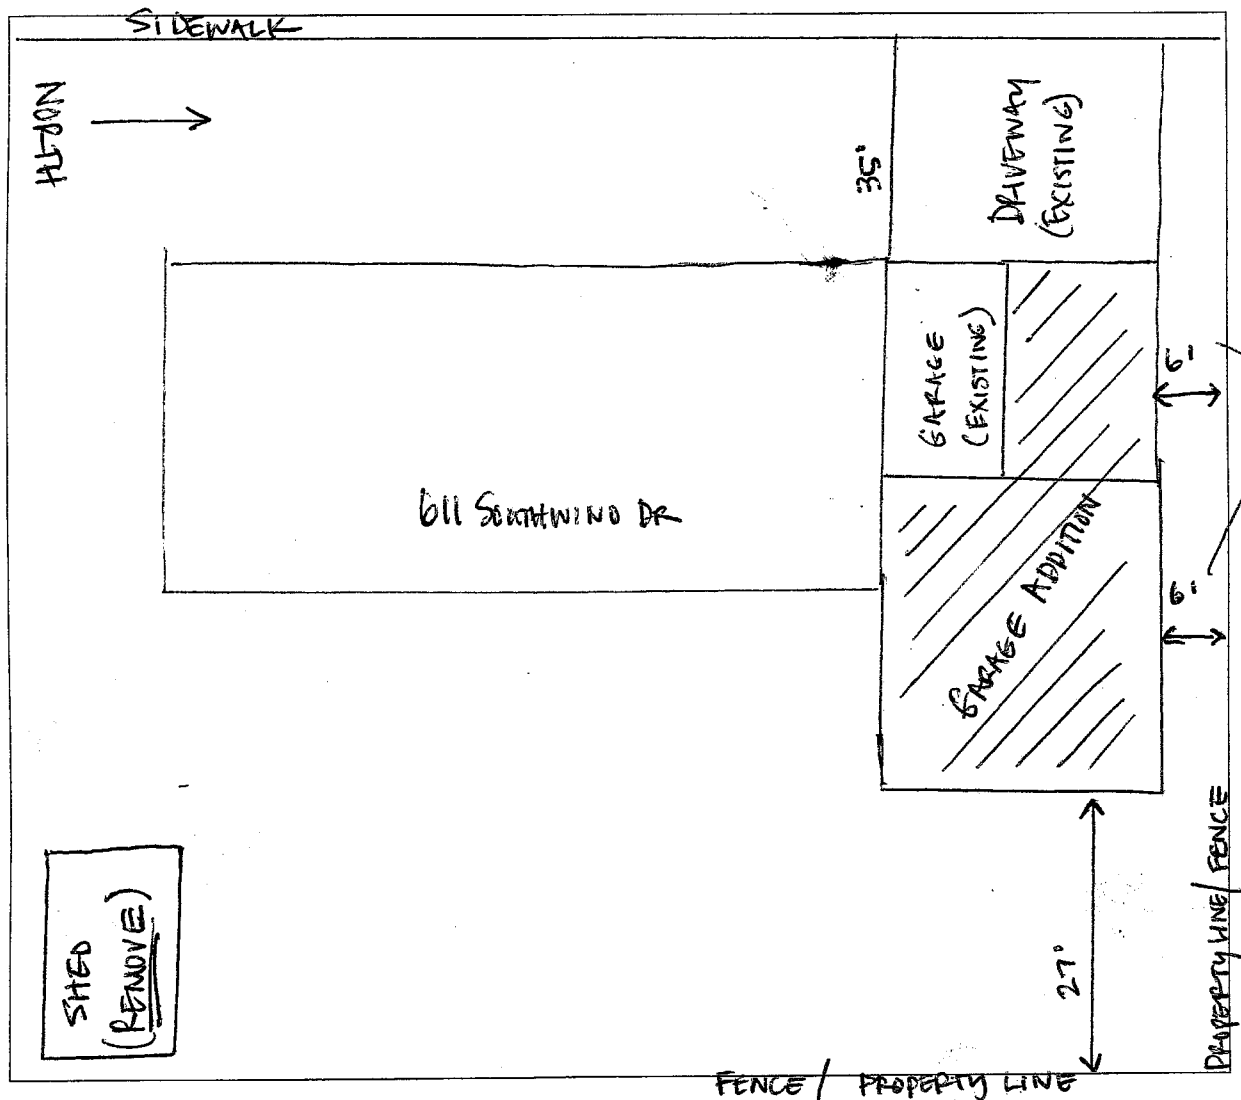 SIDEWALK
NORTH
35'
DRIVEWAY
(EXISTING)
GARAGE
(EXISTING)
6'
611 SOUTHWIND DR
GARAGE ADDITION
6'
SHED
(REMOVE)
27'
PROPERTY LINE/ FENCE
FENCE / PROPERTY LINE